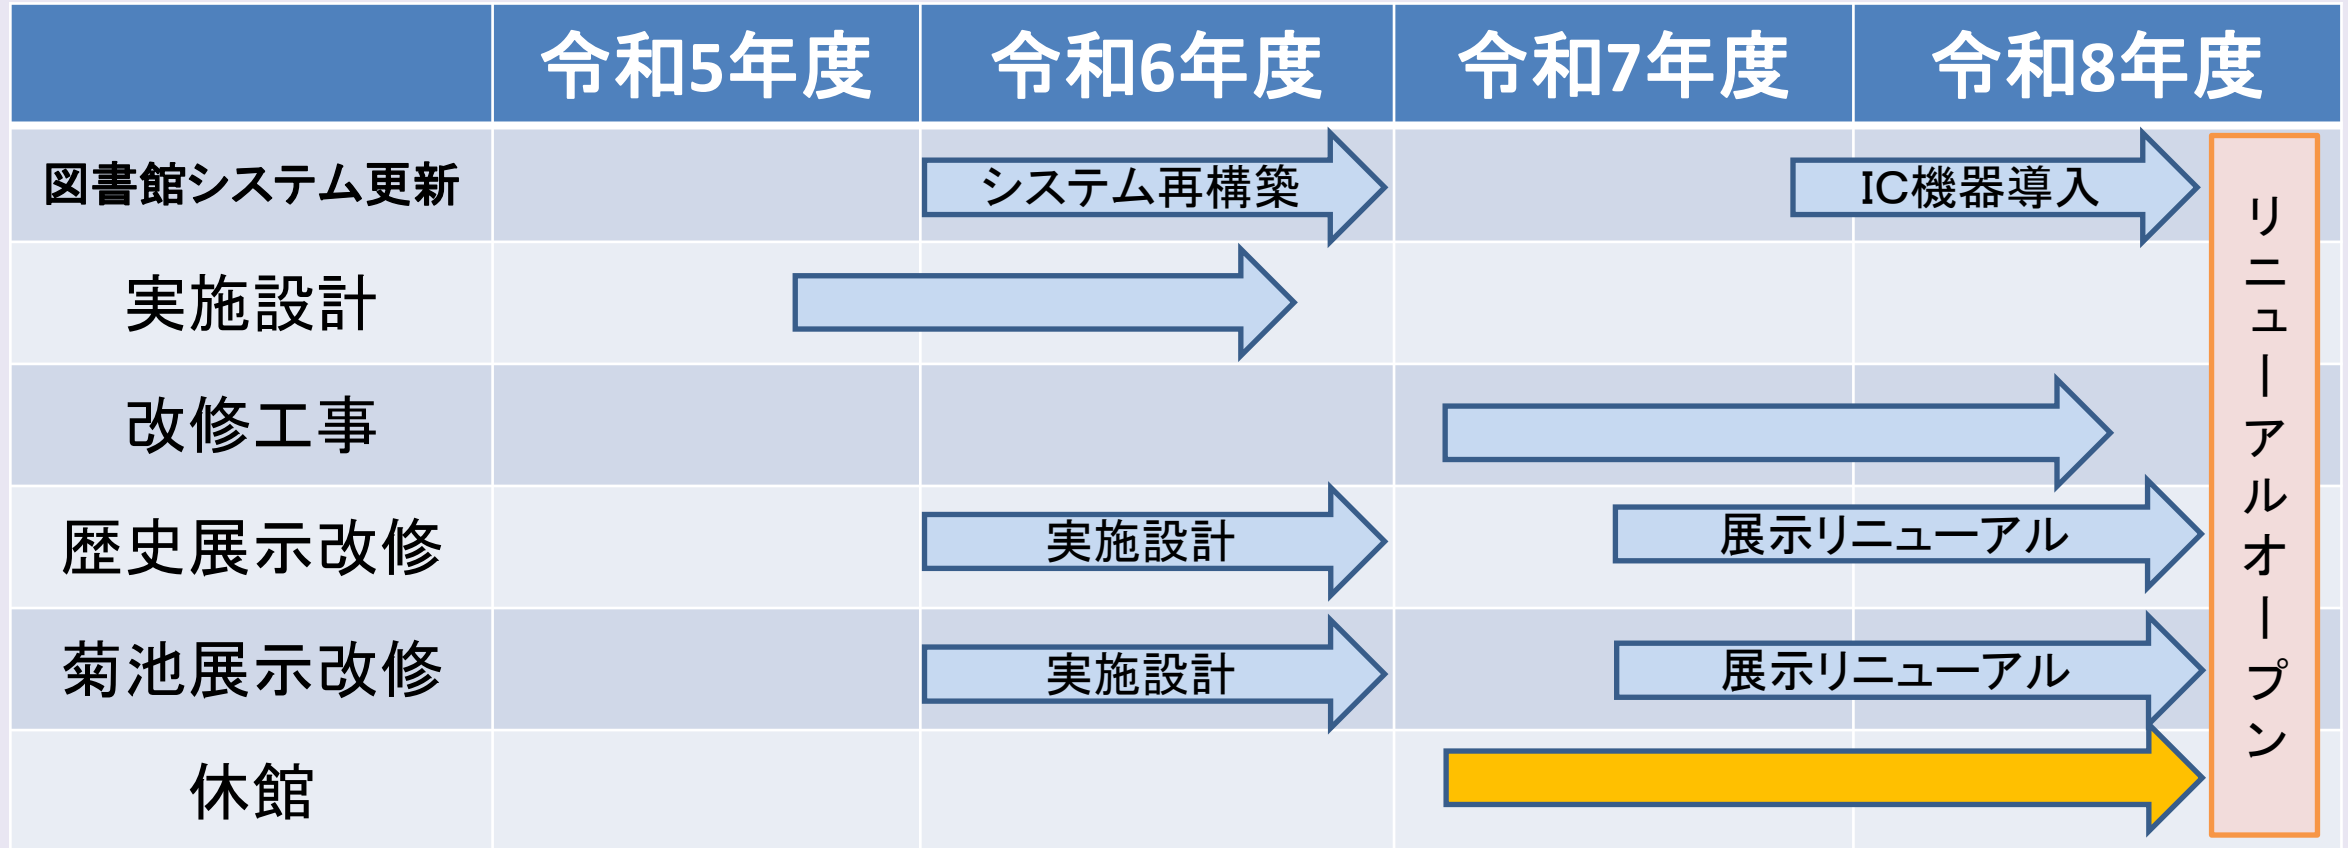 令和5年度
令和6年度
令和7年度
令和8年度
図書館システム更新
システム再構築
IC機器導入
実施設計
改修工事
歴史展示改修
実施設計
展示リニューアル
菊池展示改修
実施設計
展示リニューアル
休館
リニューアルオープン